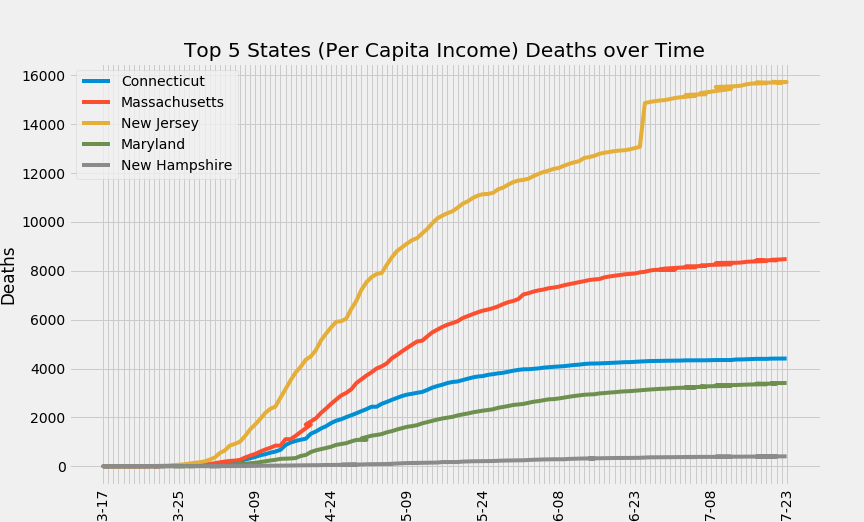 Top 5 States (Per Capita Income) Deaths over Time
Connecticut
Massachusetts
New Jersey
Maryland
New Hampshire
16000
14000
12000
10000
8000
6000
4000
2000
0
Deaths
3-17
3-25
4-09
4-24
5-09
5-24
6-08
6-23
7-08
7-23